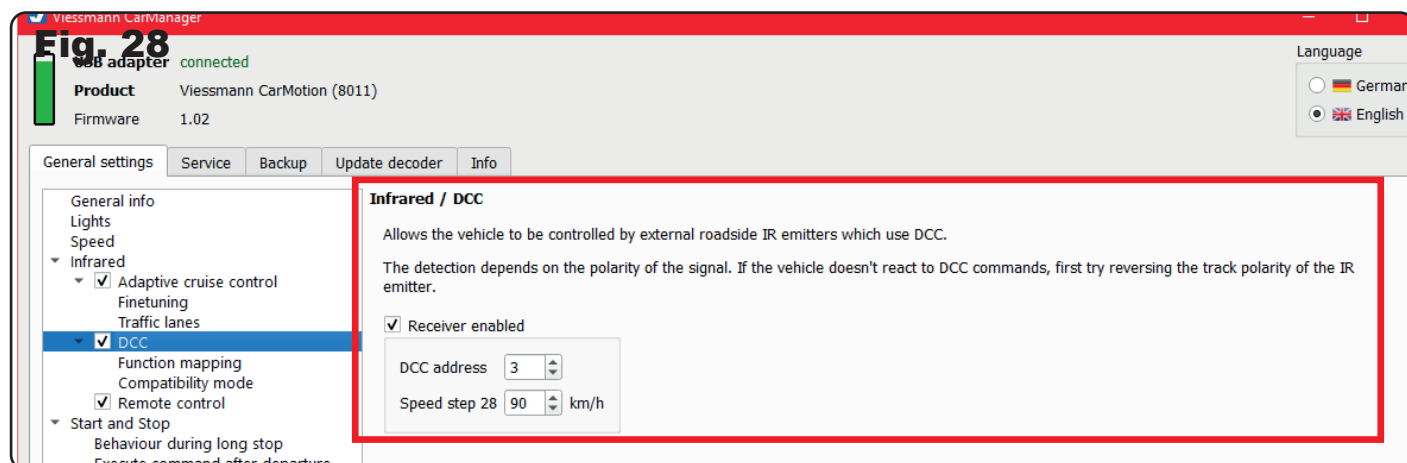 Viessmann CarManager
Fig. 28
USB adapter connected
Product Viessmann CarMotion (8011)
Firmware 1.02
Language
German
English
General settings Service Backup Update decoder Info
General info
Lights
Speed
Infrared
Adaptive cruise control
Finetuning
Traffic lanes
DCC
Function mapping
Compatibility mode
Remote control
Start and Stop
Behaviour during long stop
Execute command after departure
Infrared / DCC
Allows the vehicle to be controlled by external roadside IR emitters which use DCC.
The detection depends on the polarity of the signal. If the vehicle doesn't react to DCC commands, first try reversing the track polarity of the IR
emitter.
Receiver enabled
DCC address 3
Speed step 28 90 km/h